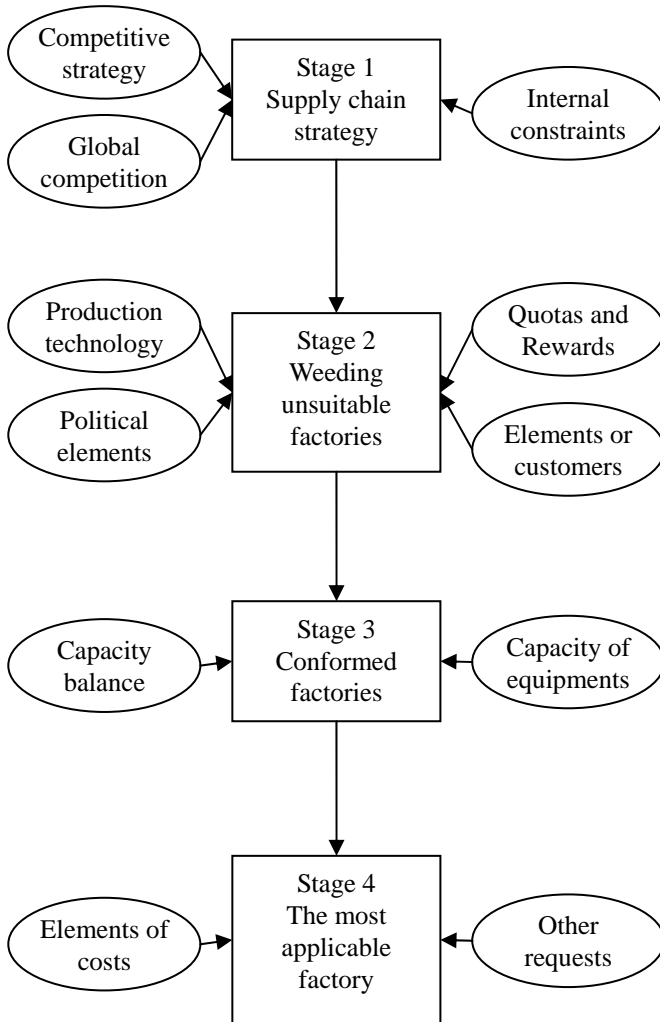 Competitive
strategy
Global
competition
Stage 1
Supply chain
strategy
Internal
constraints
Production
technology
Political
elements
Stage 2
Weeding
unsuitable
factories
Quotas and
Rewards
Elements or
customers
Capacity
balance
Stage 3
Conformed
factories
Capacity of
equipments
Elements of
costs
Stage 4
The most
applicable
factory
Other
requests